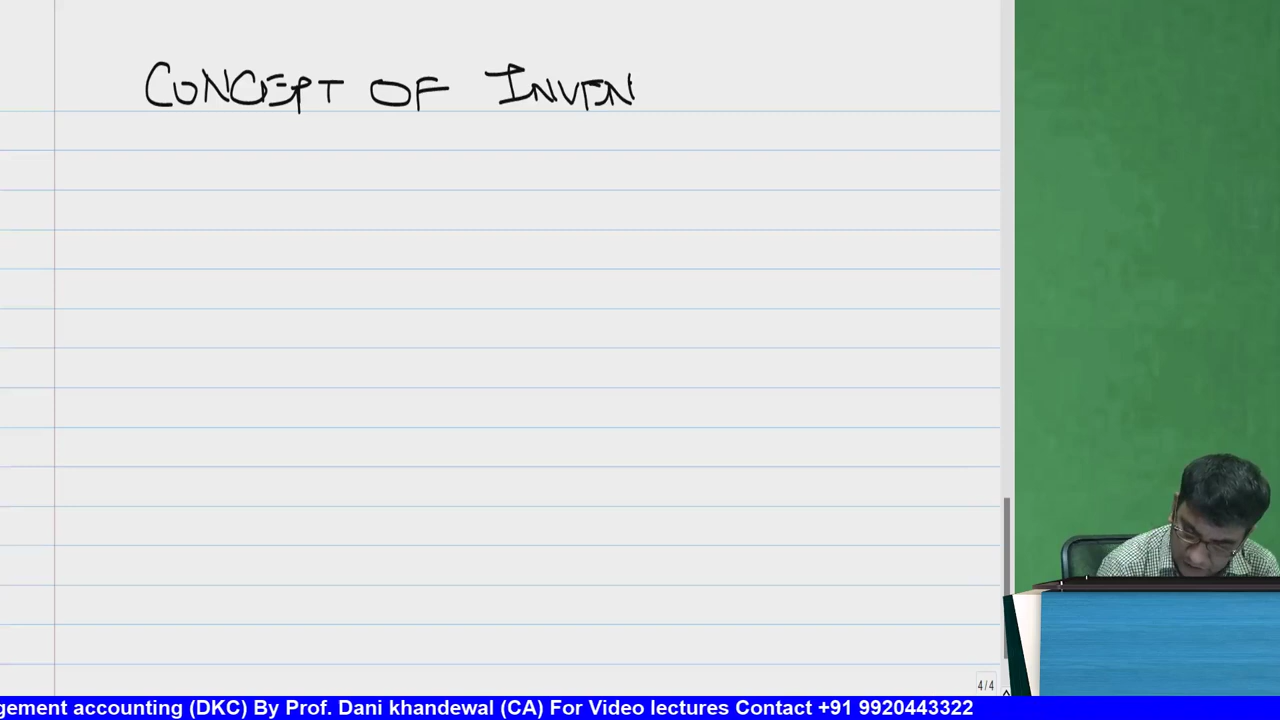 CONCEPT OF INVEN
4/4
gement accounting (DKC) By Prof. Dani khandewal (CA) For Video lectures Contact +91 9920443322